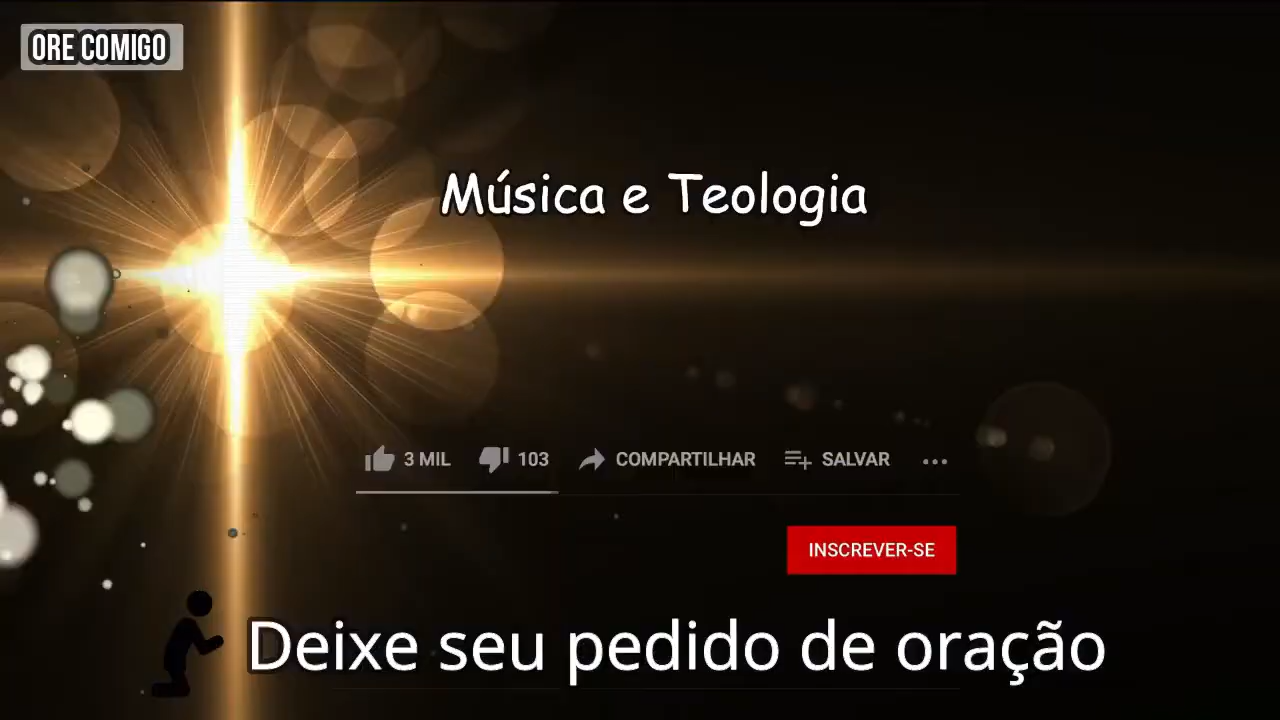 ORE COMIGO
Música e Teologia
3 MIL 103 COMPARTILHAR SALVAR
INSCREVER-SE
Deixe seu pedido de oração